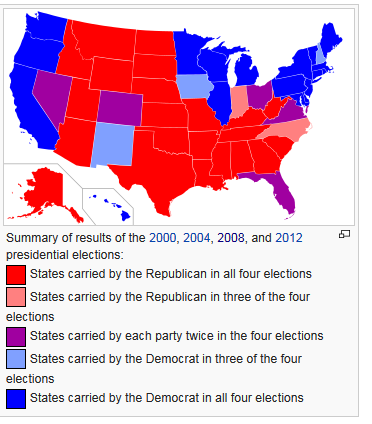 Summary of results of the 2000, 2004, 2008, and 2012
presidential elections:
States carried by the Republican in all four elections
States carried by the Republican in three of the four
elections
States carried by each party twice in the four elections
States carried by the Democrat in three of the four
elections
States carried by the Democrat in all four elections